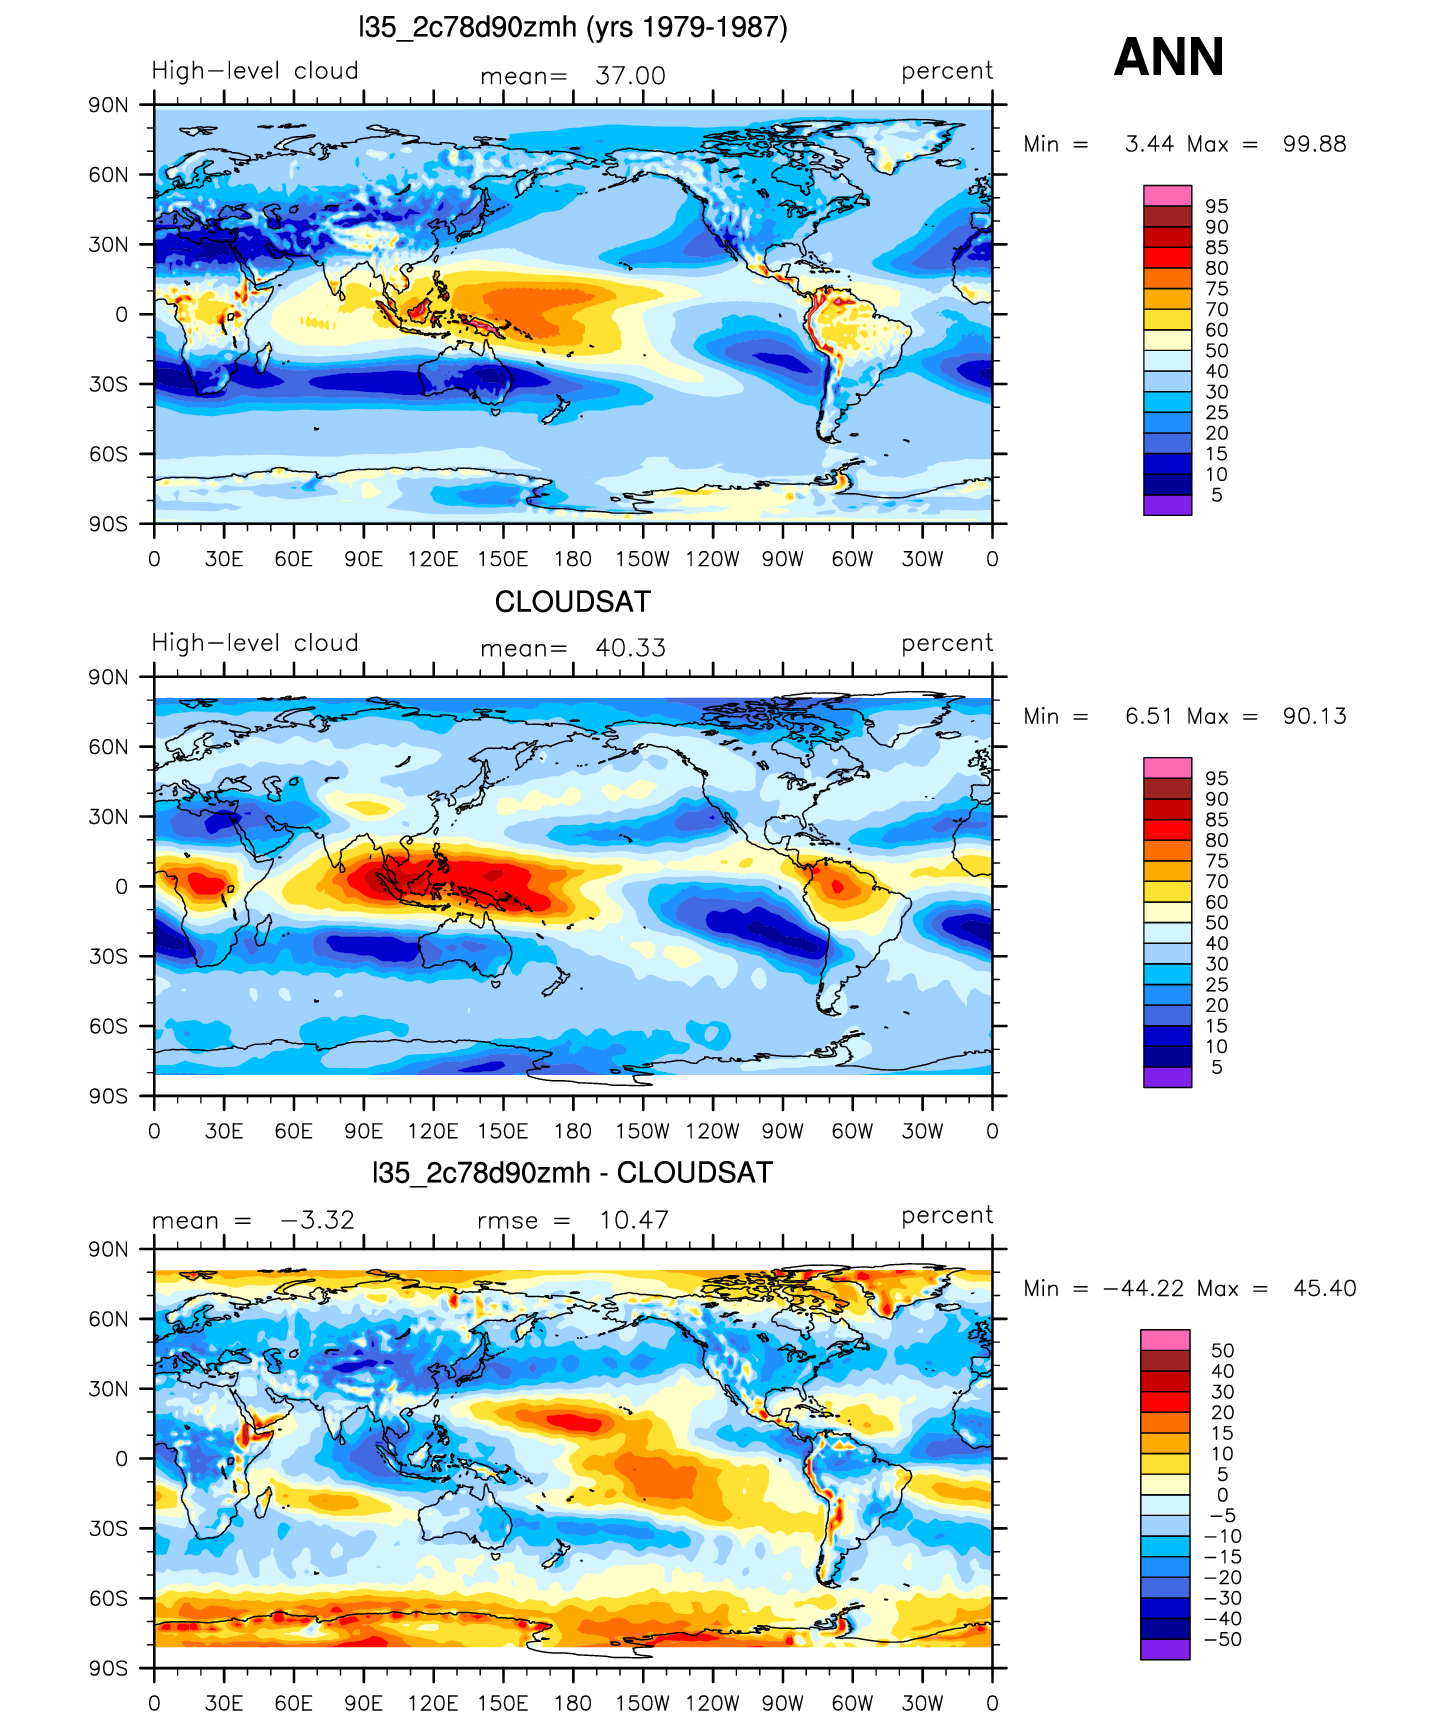 l35_2c78d90zmh (yrs 1979-1987)
ANN
High-level cloud mean= 37.00 percent
Min = 3.44 Max = 99.88
90N
60N
30N
0
30S
60S
90S
0 30E 60E 90E 120E 150E 180 150W 120W 90W 60W 30W 0
95
90
85
80
75
70
60
50
40
30
25
20
15
10
5
CLOUDSAT
High-level cloud mean= 40.33 percent
Min = 6.51 Max = 90.13
90N
60N
30N
0
30S
60S
90S
0 30E 60E 90E 120E 150E 180 150W 120W 90W 60W 30W 0
95
90
85
80
75
70
60
50
40
30
25
20
15
10
5
l35_2c78d90zmh - CLOUDSAT
mean = -3.32 rmse = 10.47 percent
Min = -44.22 Max = 45.40
90N
60N
30N
0
30S
60S
90S
0 30E 60E 90E 120E 150E 180 150W 120W 90W 60W 30W 0
50
40
30
20
15
10
5
0
-5
-10
-15
-20
-30
-40
-50